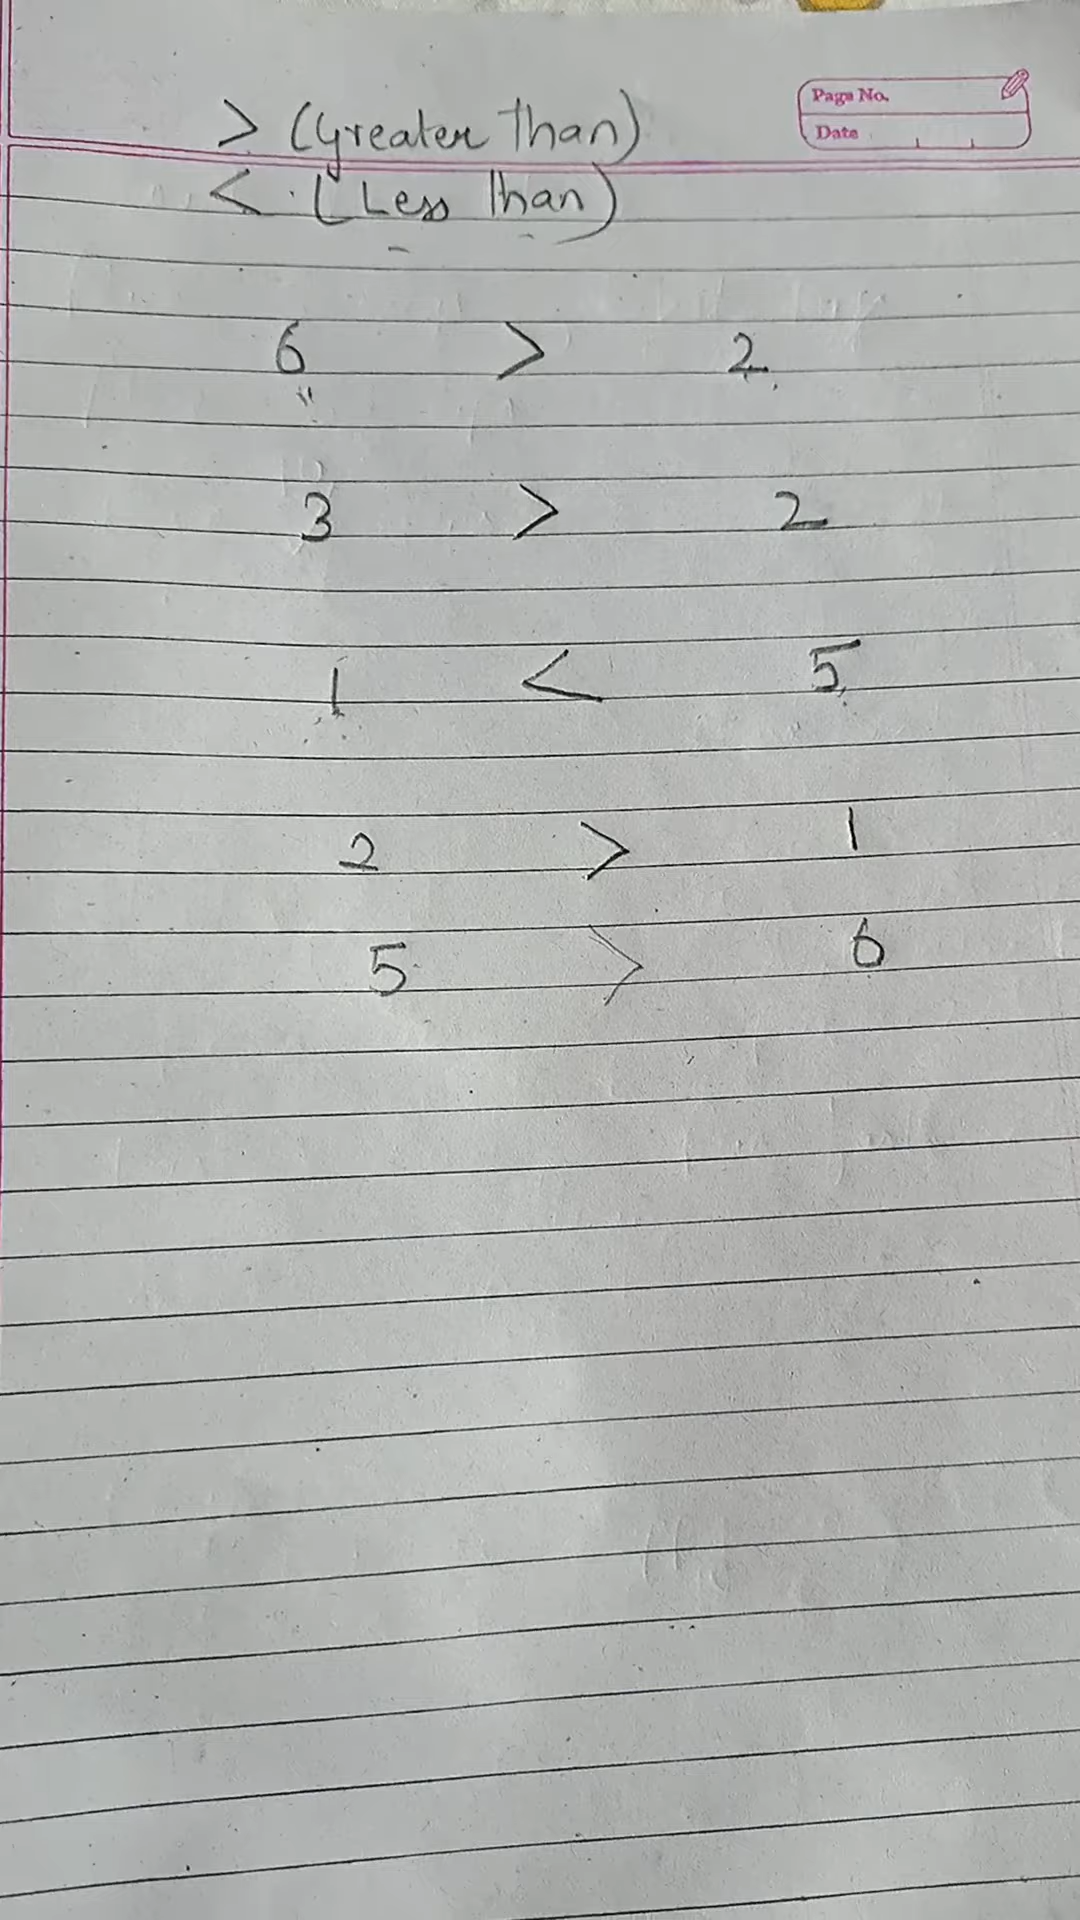 Page No.
Date
> (Greater Than)
< (Less Than)
6 > 2
3 > 2
1 < 5
2 > 1
5 > 6